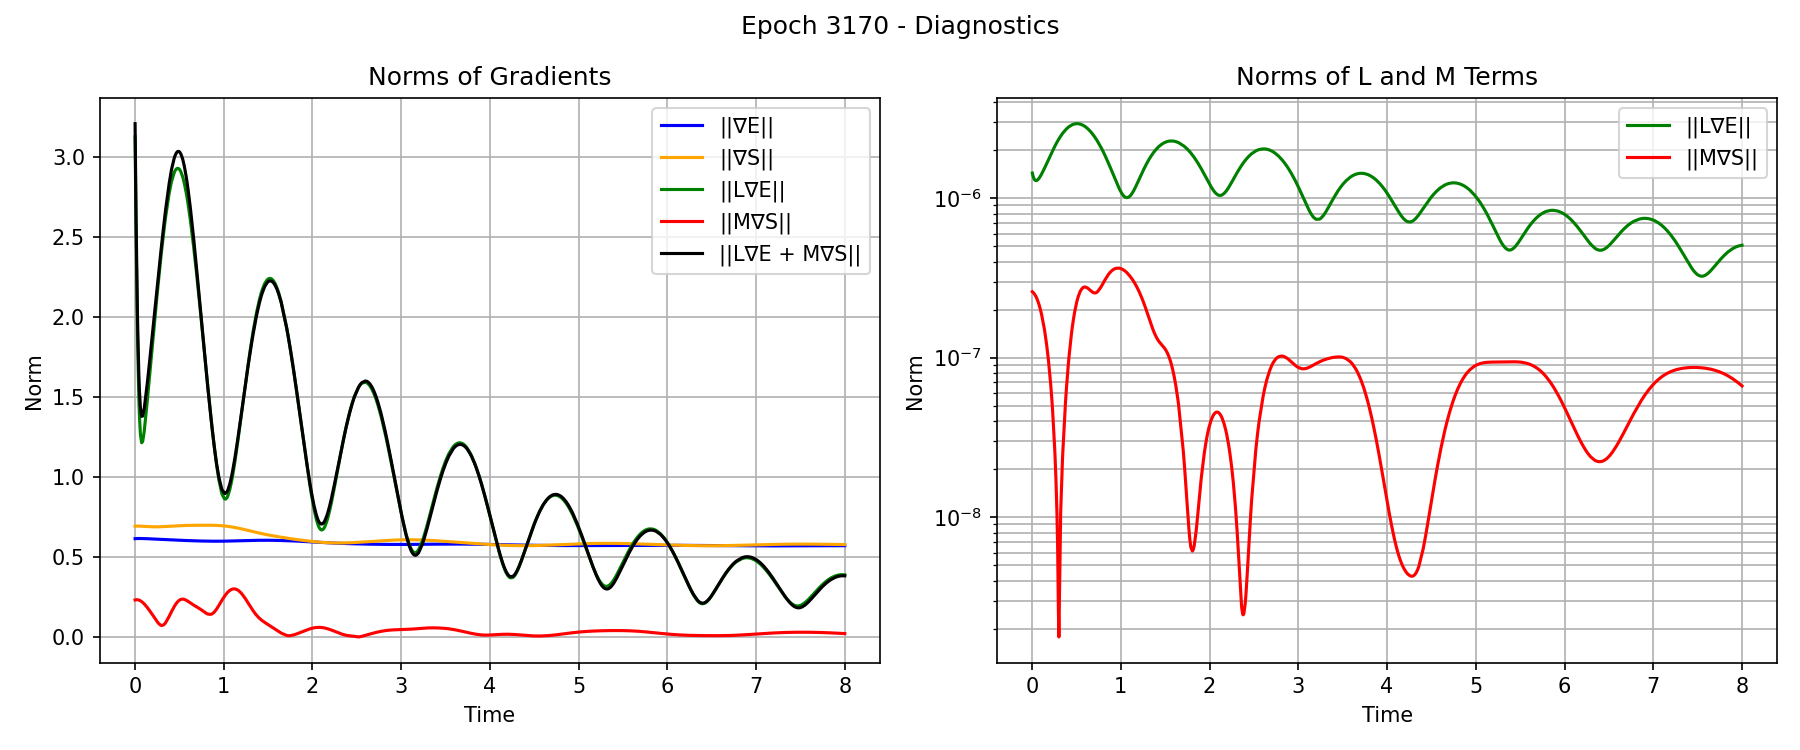 Epoch 3170 - Diagnostics
Norms of Gradients
||∇E||
||∇S||
||L∇E||
||M∇S||
||L∇E + M∇S||
3.0
2.5
2.0
1.5
1.0
0.5
0.0
Norm
0 1 2 3 4 5 6 7 8
Time
Norms of L and M Terms
||L∇E||
||M∇S||
10⁻⁶
10⁻⁷
10⁻⁸
Norm
0 1 2 3 4 5 6 7 8
Time